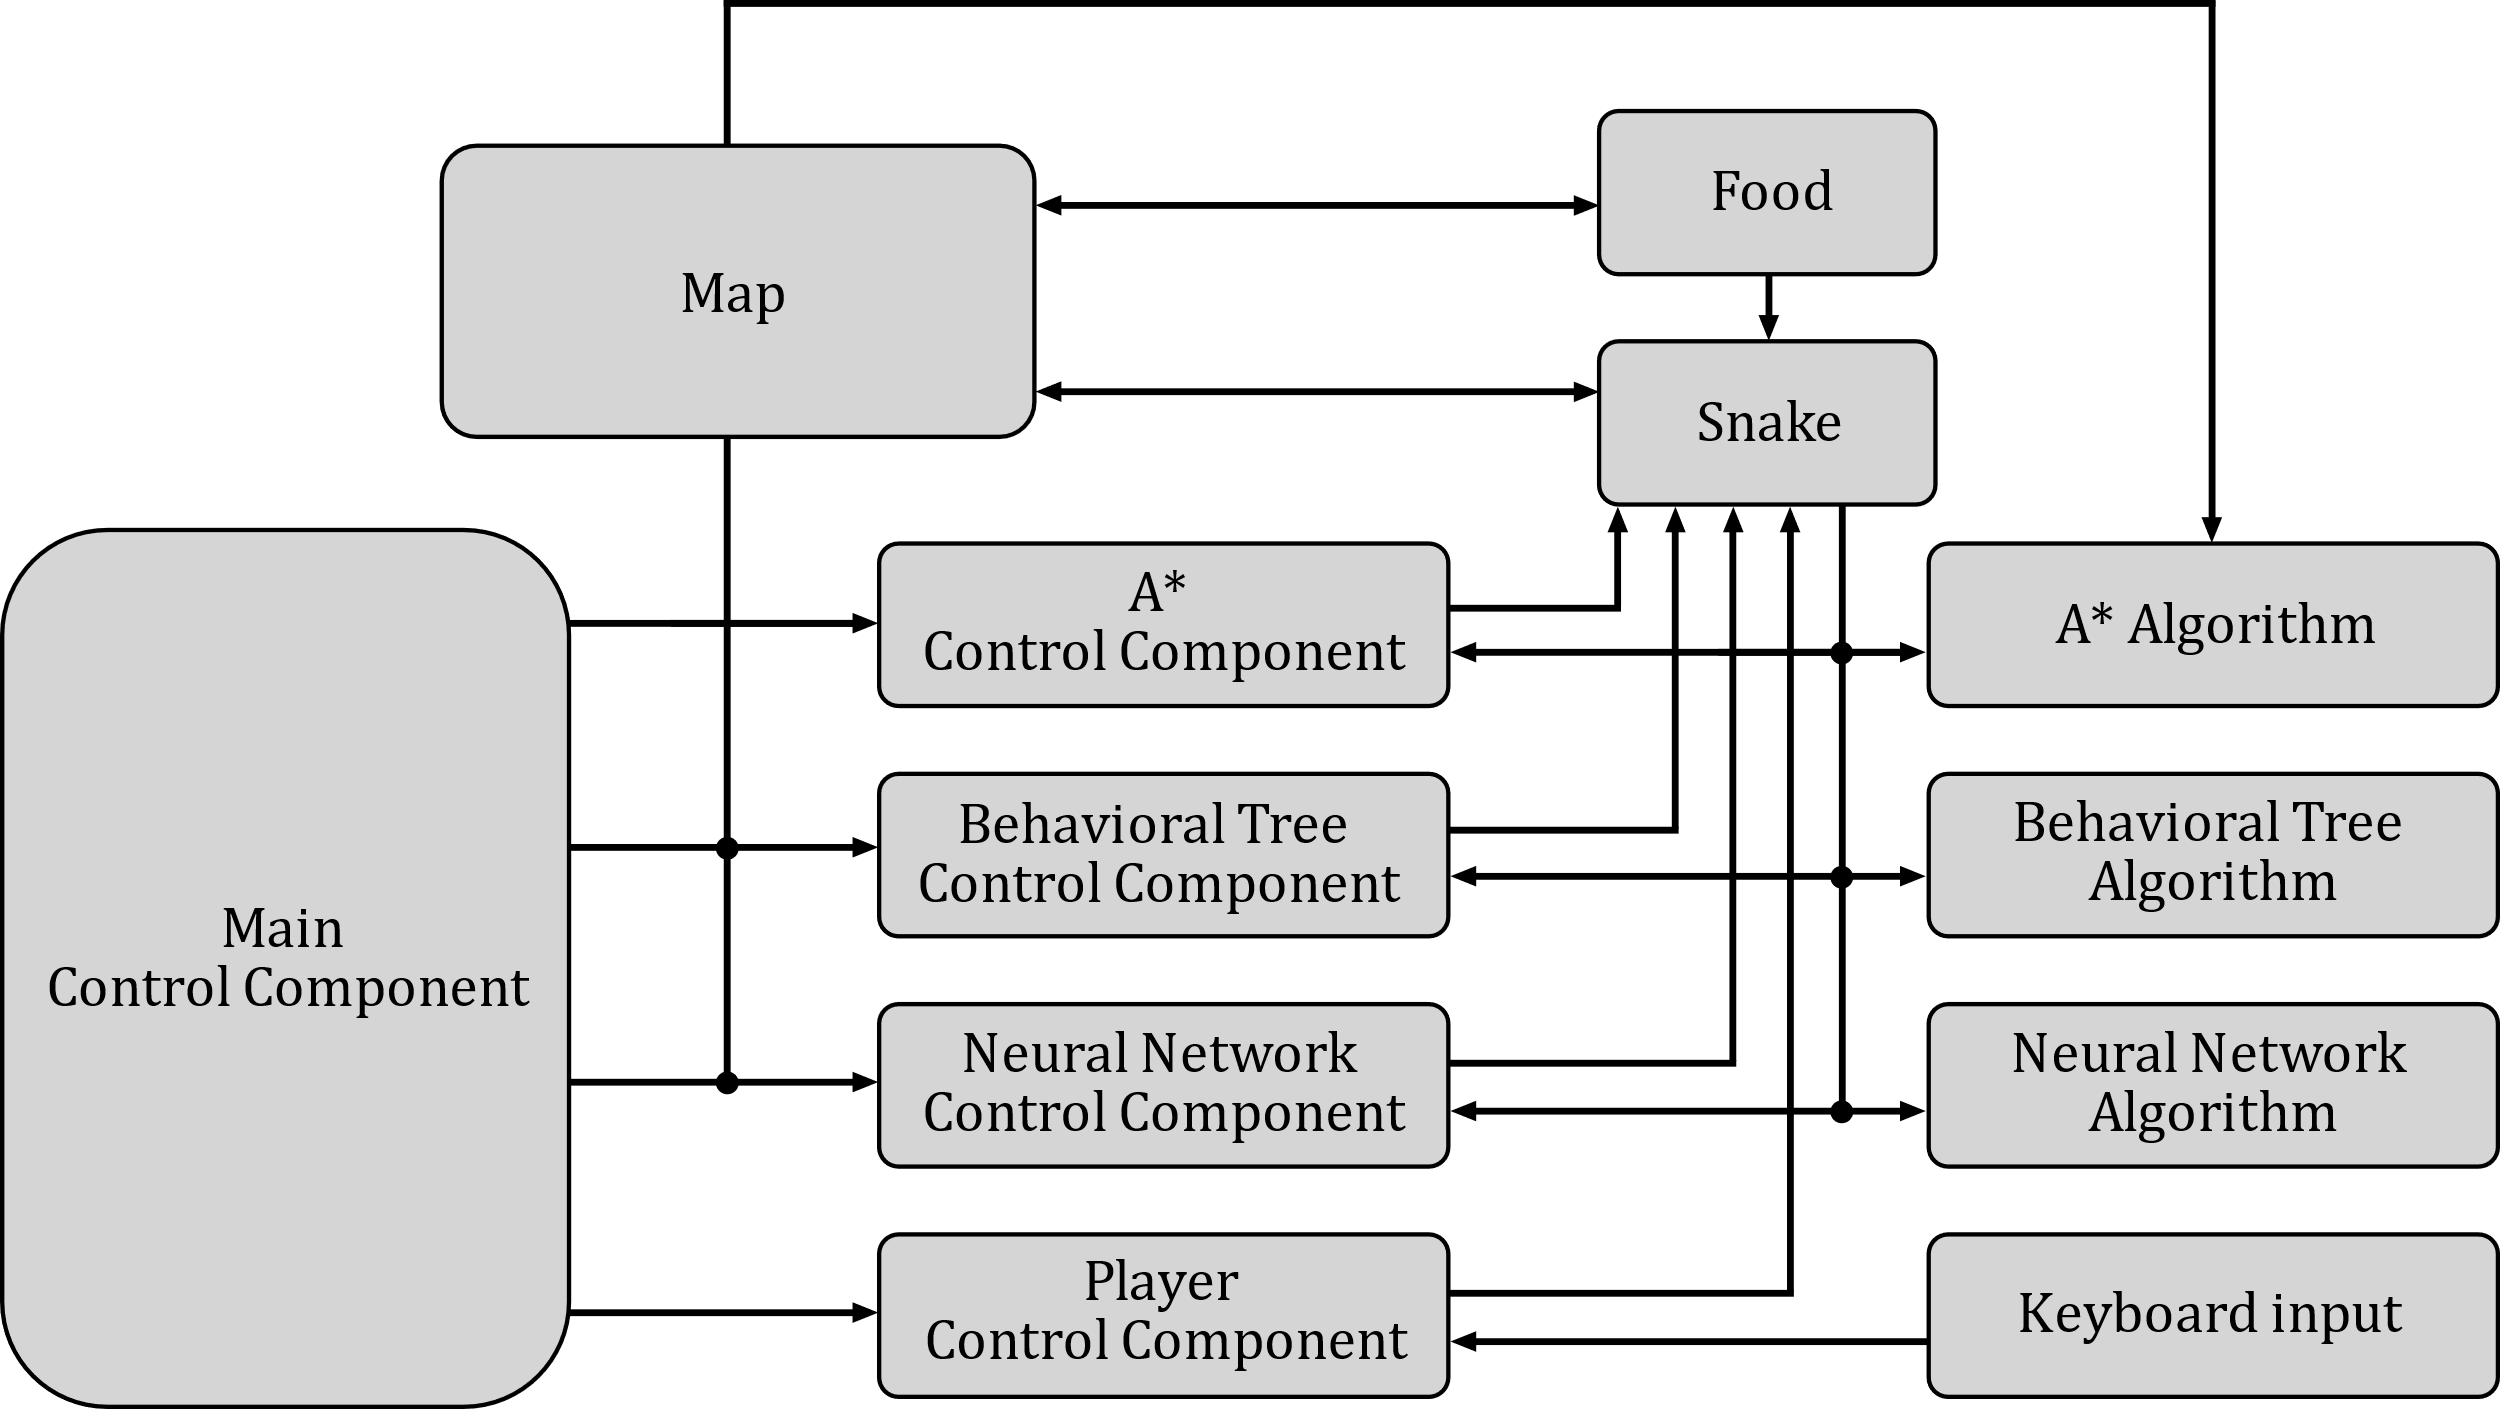 Food
Map
Snake
A*
Control Component
A* Algorithm
Behavioral Tree
Control Component
Behavioral Tree
Algorithm
Main
Control Component
Neural Network
Control Component
Neural Network
Algorithm
Player
Control Component
Keyboard input